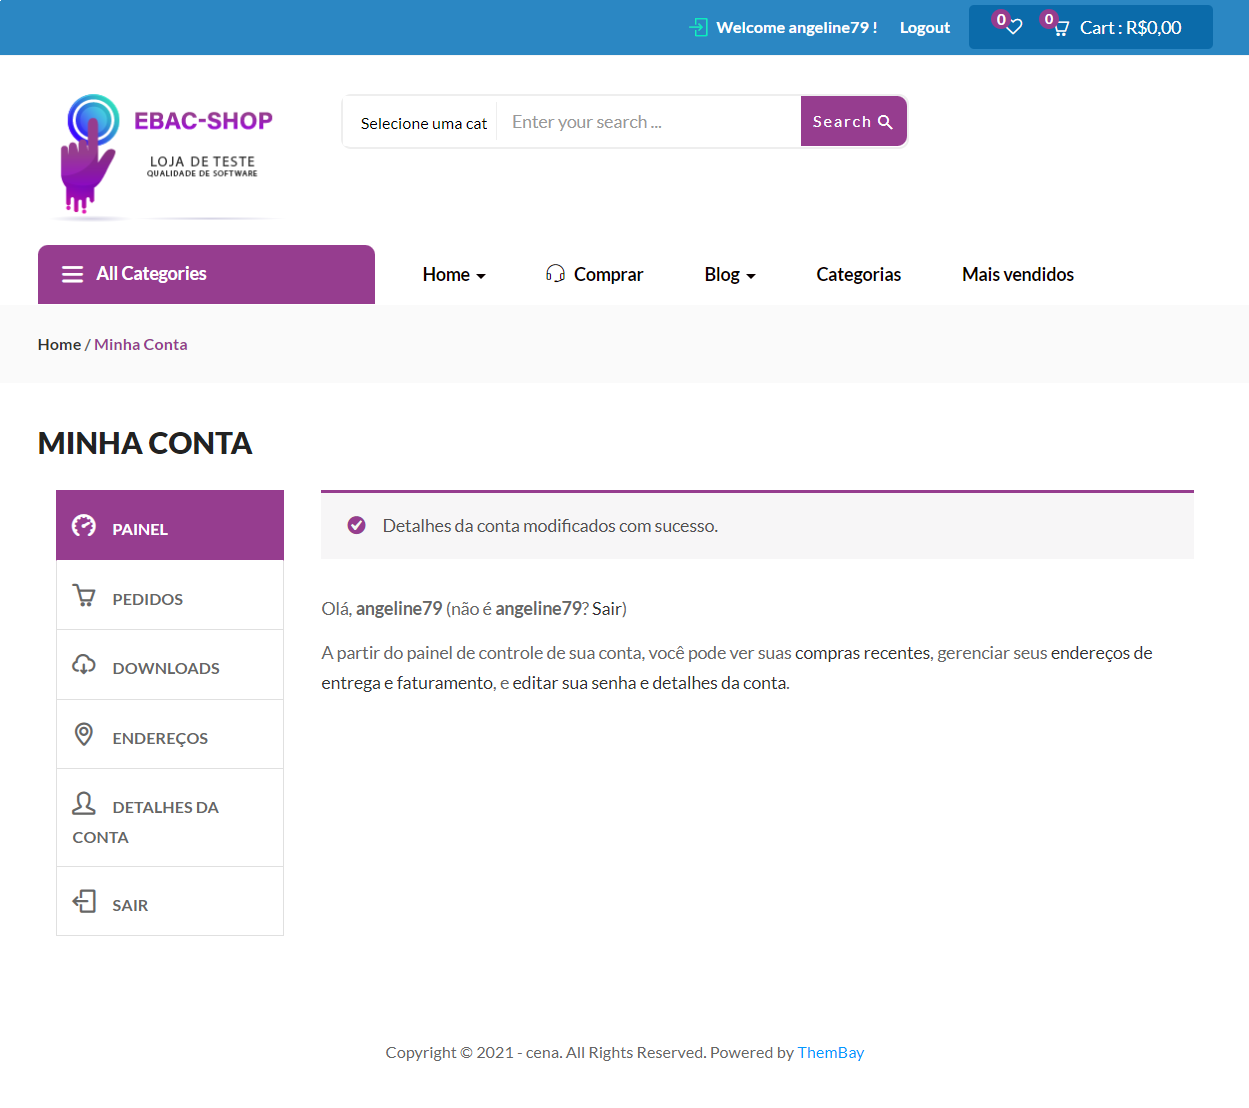 Welcome angeline79 ! Logout 0 0 Cart : R$0,00
EBAC-SHOP
LOJA DE TESTE
QUALIDADE DE SOFTWARE
Selecione uma cat Enter your search ... Search
All Categories Home Comprar Blog Categorias Mais vendidos
Home / Minha Conta
MINHA CONTA
PAINEL
PEDIDOS
DOWNLOADS
ENDEREÇOS
DETALHES DA
CONTA
SAIR
Detalhes da conta modificados com sucesso.
Olá, angeline79 (não é angeline79? Sair)
A partir do painel de controle de sua conta, você pode ver suas compras recentes, gerenciar seus endereços de
entrega e faturamento, e editar sua senha e detalhes da conta.
Copyright © 2021 - cena. All Rights Reserved. Powered by ThemBay